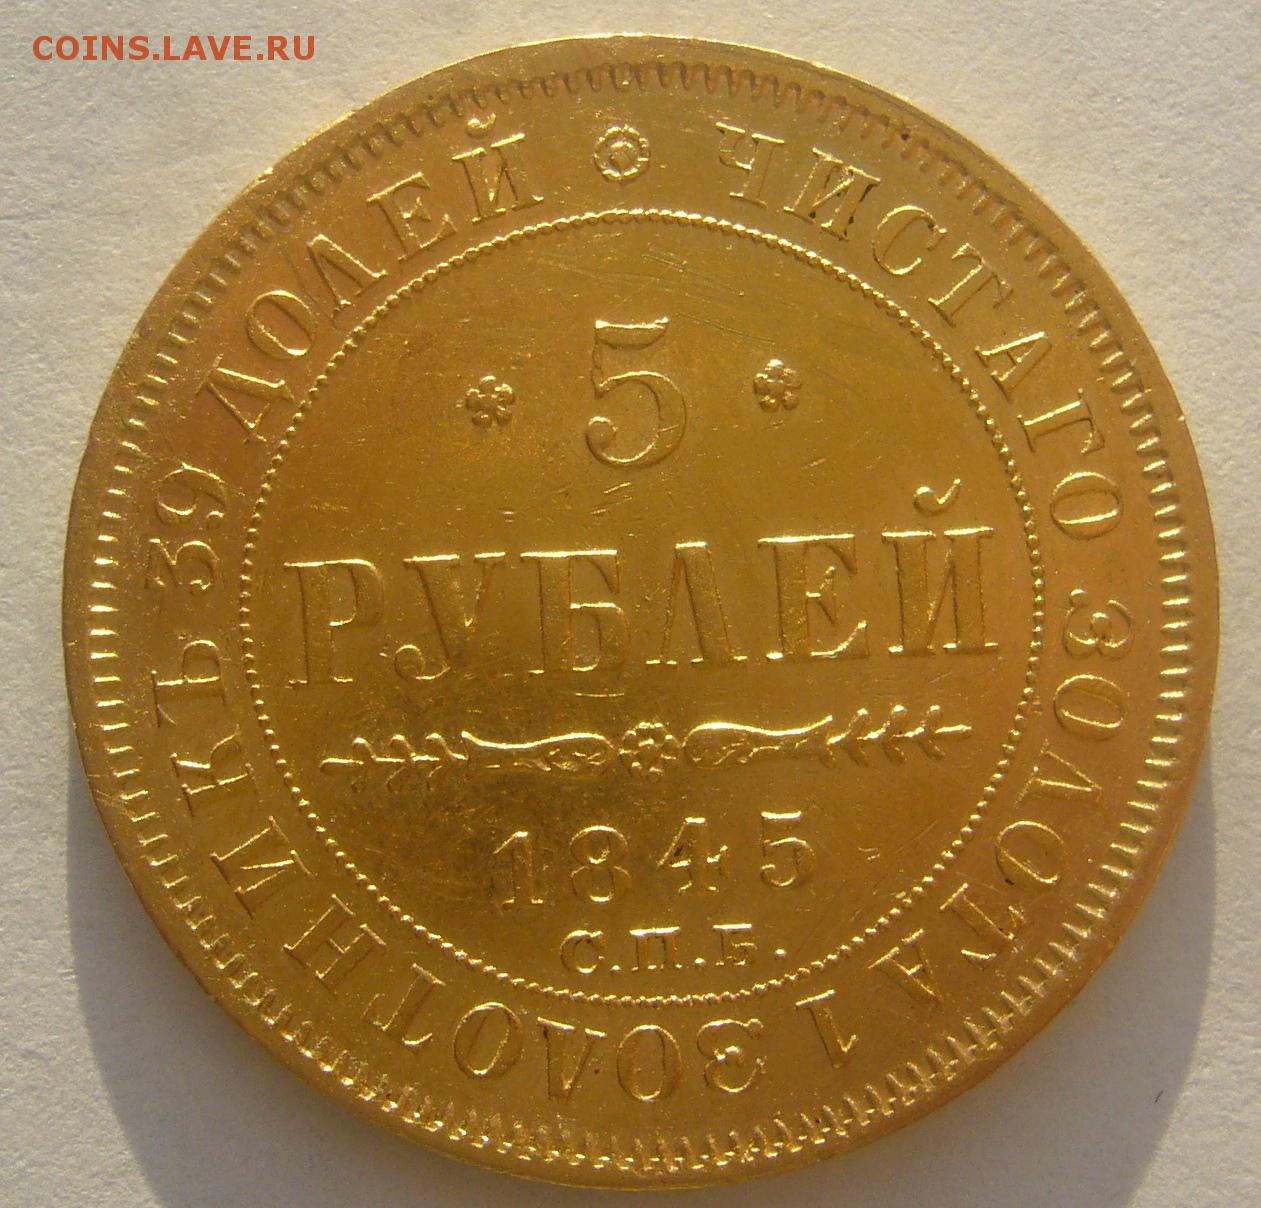 COINS.LAVE.RU
ЧИСТАГО ЗОЛОТА 1 ЗОЛОТНИКЪ 39 ДОЛЕЙ
5
РУБЛЕЙ
1845
С.П.Б.